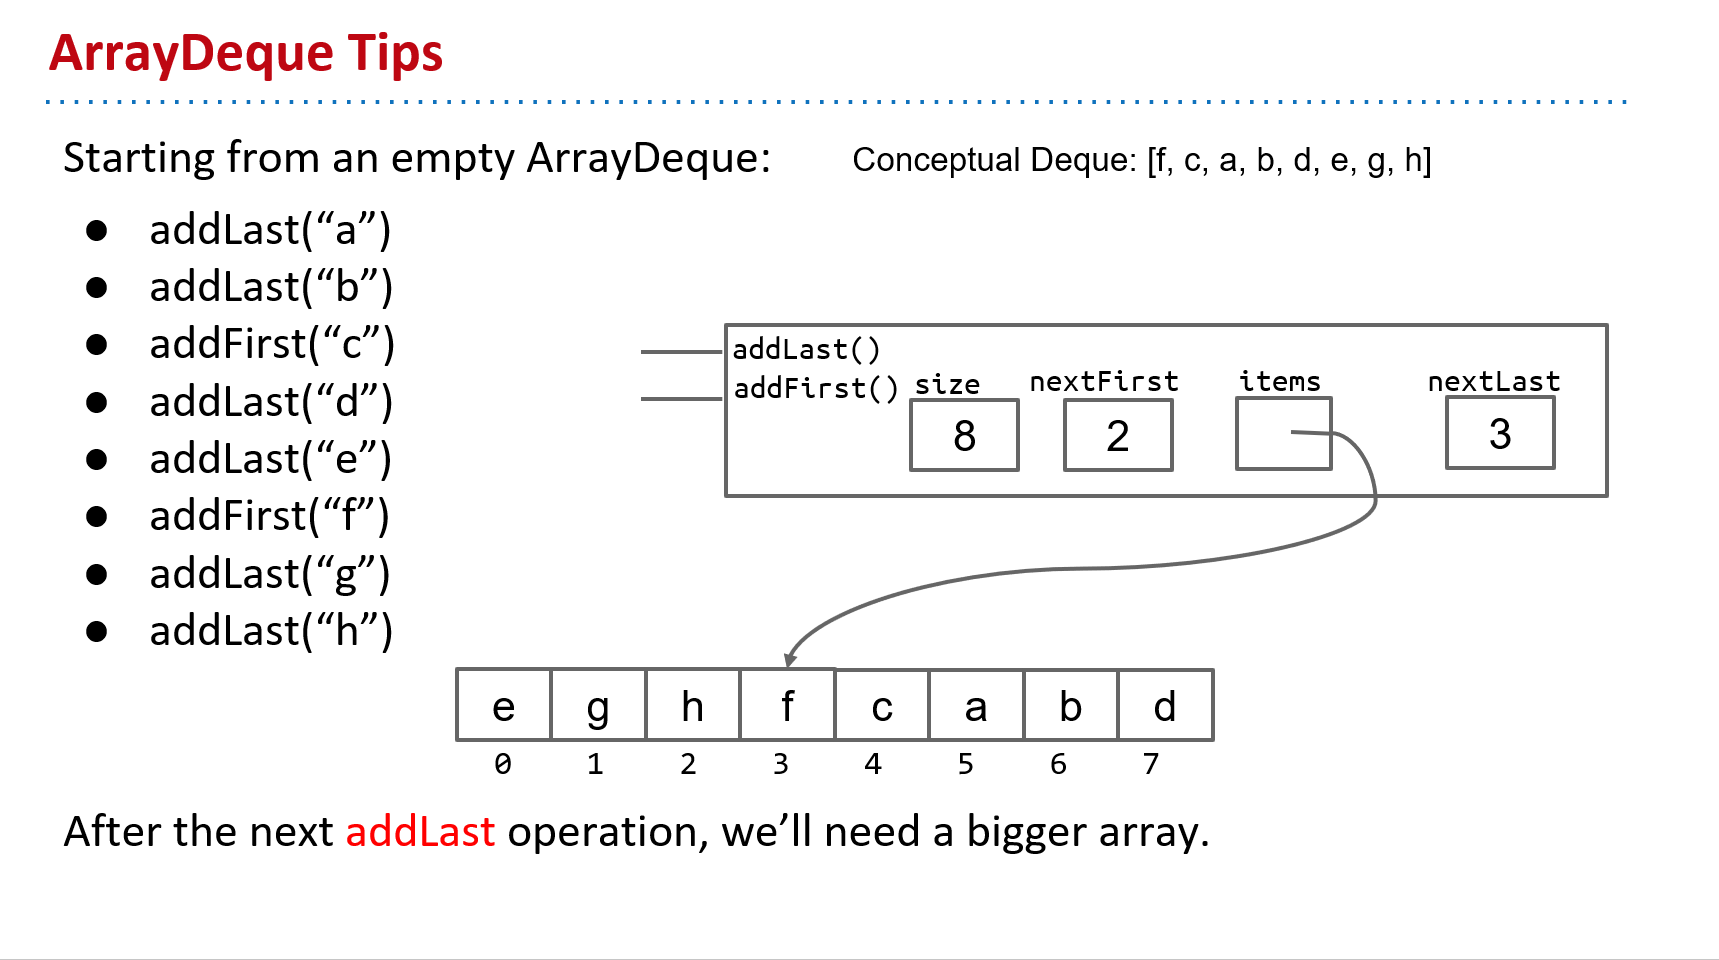 ArrayDeque Tips
Starting from an empty ArrayDeque:
Conceptual Deque: [f, c, a, b, d, e, g, h]
● addLast(“a”)
● addLast(“b”)
● addFirst(“c”)
● addLast(“d”)
● addLast(“e”)
● addFirst(“f”)
● addLast(“g”)
● addLast(“h”)
addLast()
addFirst()
size nextFirst items nextLast
8 2 3
e g h f c a b d
0 1 2 3 4 5 6 7
After the next addLast operation, we’ll need a bigger array.